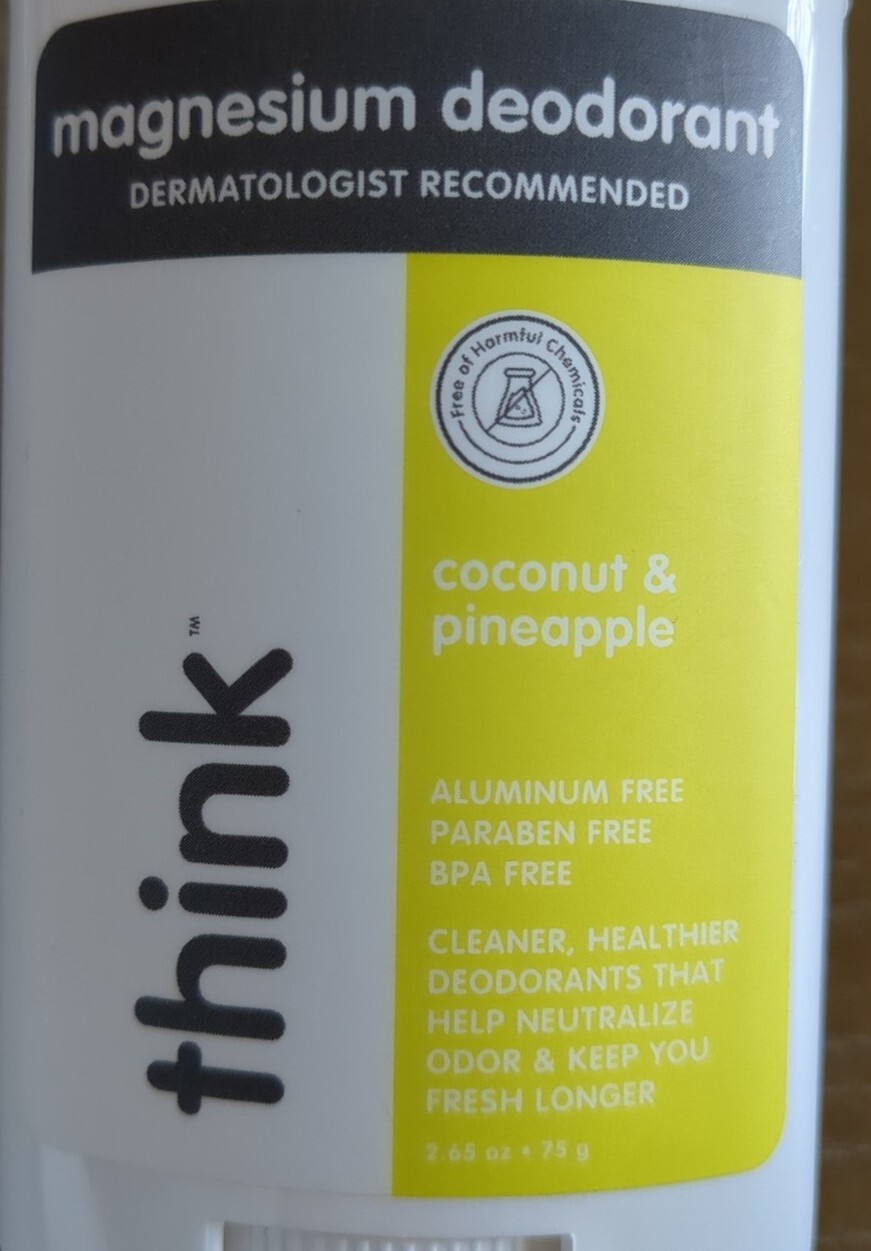 magnesium deodorant
DERMATOLOGIST RECOMMENDED
Free of Harmful Chemicals
coconut &
pineapple
think™
ALUMINUM FREE
PARABEN FREE
BPA FREE
CLEANER, HEALTHIER
DEODORANTS THAT
HELP NEUTRALIZE
ODOR & KEEP YOU
FRESH LONGER
2.65 oz • 75 g